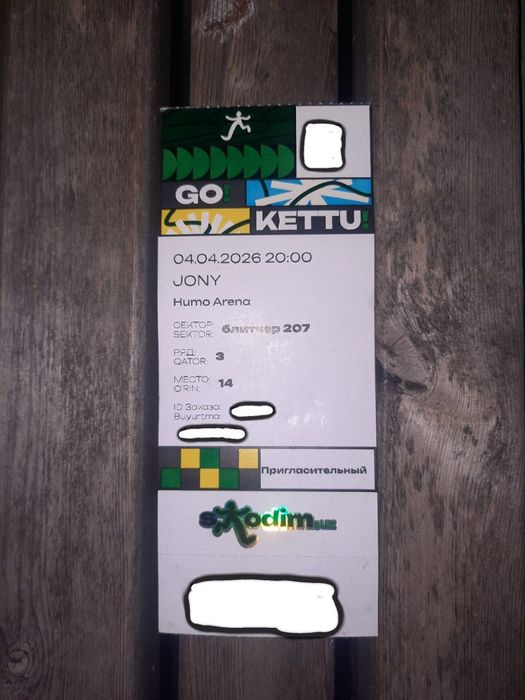 GO!
KETTU!
04.04.2026 20:00
JONY
Humo Arena
СЕКТОР: блитчер 207
SEKTOR:
РЯД: 3
QATOR:
МЕСТО: 14
O'RIN:
ID Заказа:
Buyurtma:
Пригласительный